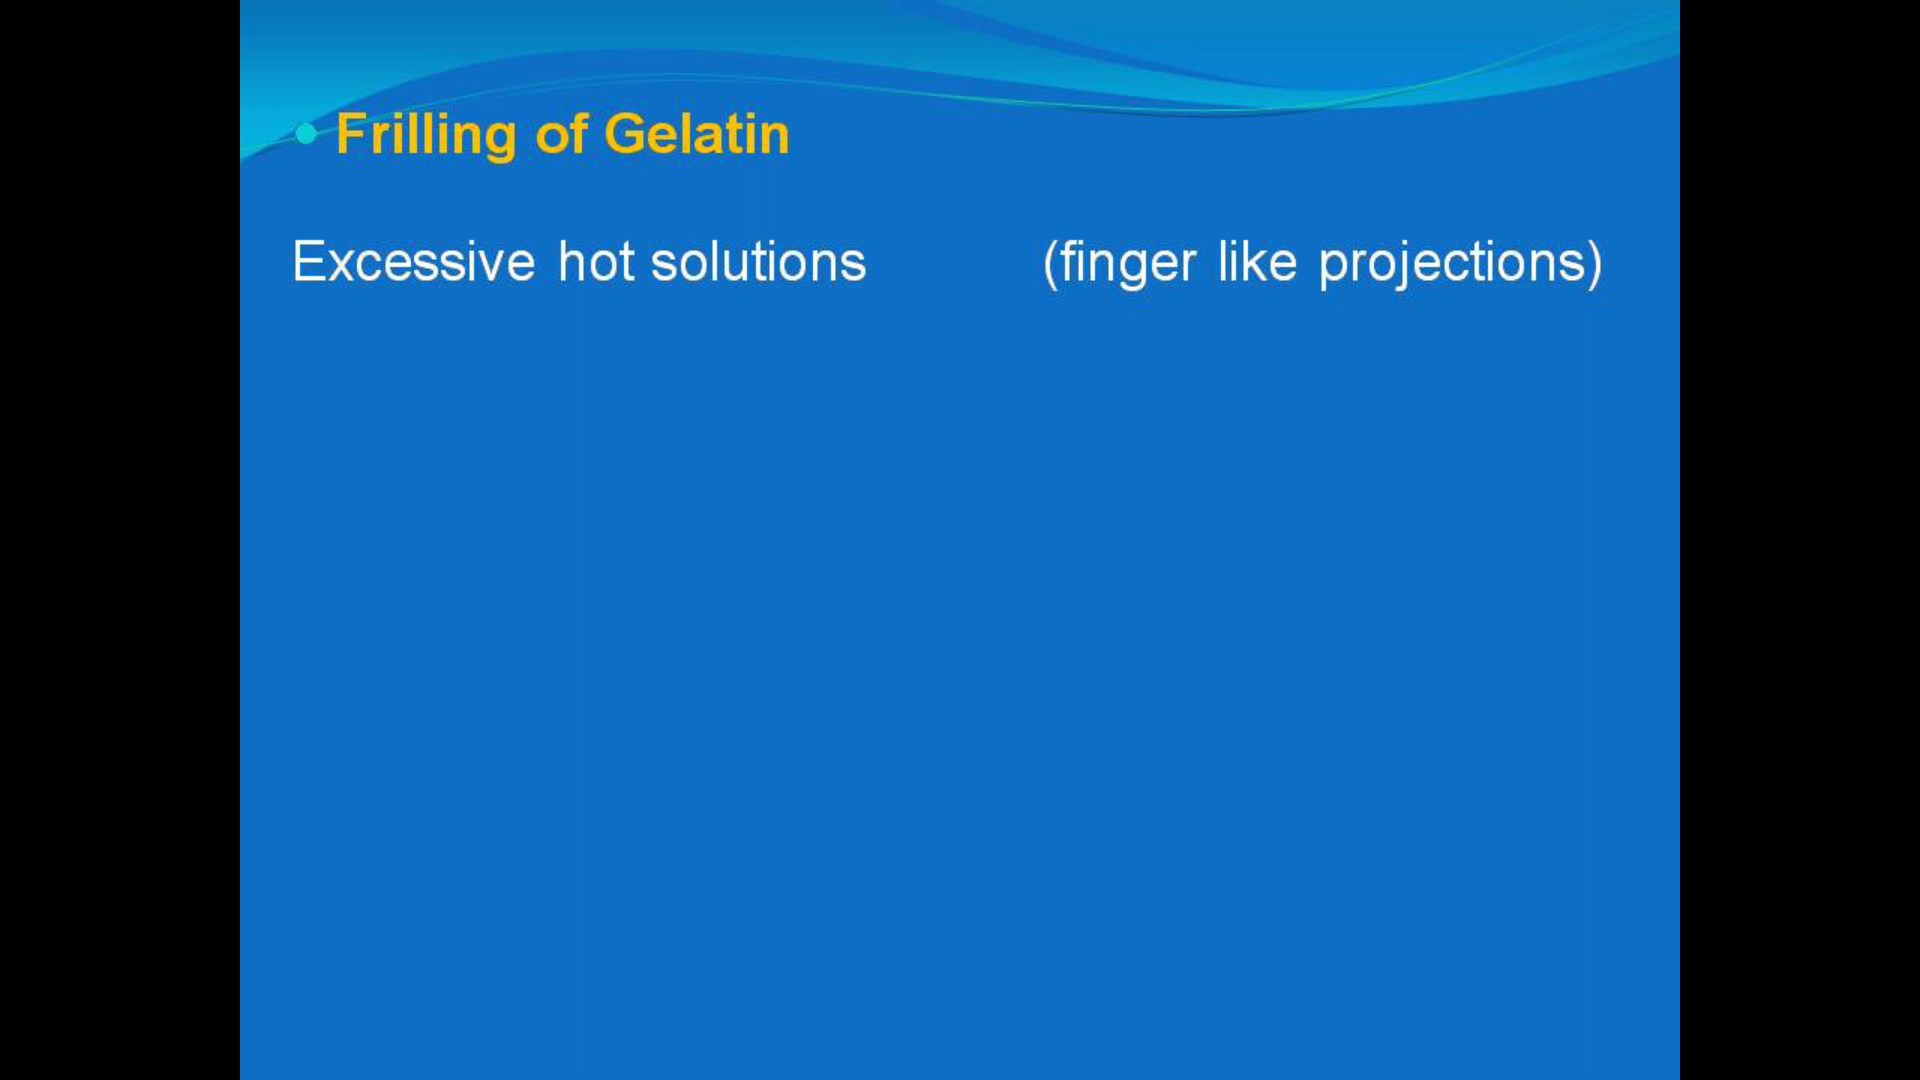 Frilling of Gelatin
Excessive hot solutions (finger like projections)